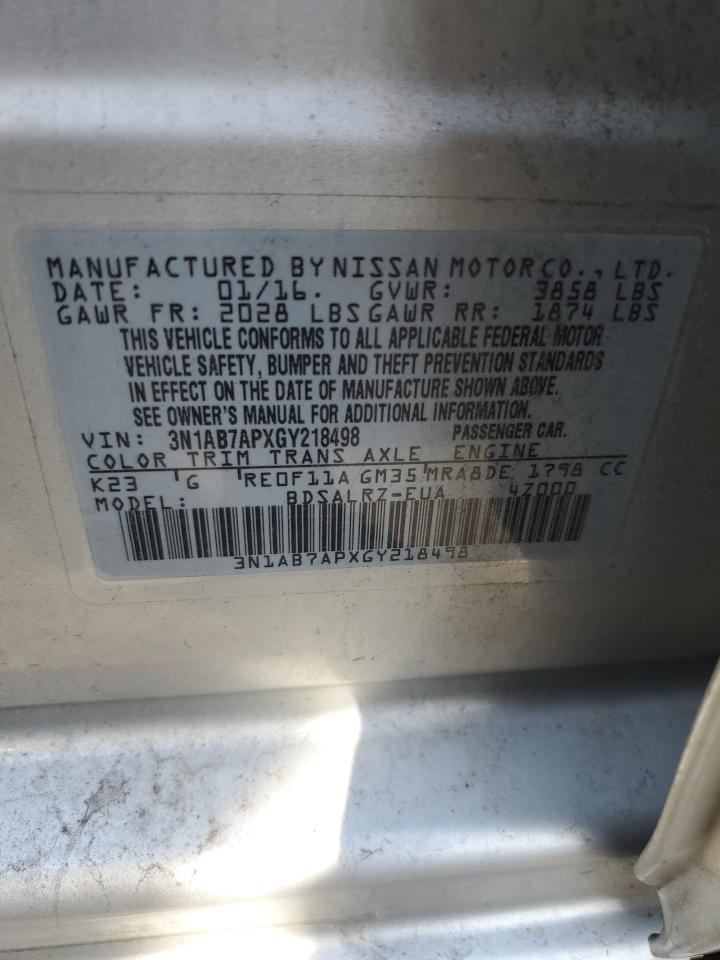 MANUFACTURED BY NISSAN MOTOR CO., LTD.
DATE: 01/16. GVWR: 3858 LBS
GAWR FR: 2028 LBS GAWR RR: 1874 LBS
THIS VEHICLE CONFORMS TO ALL APPLICABLE FEDERAL MOTOR
VEHICLE SAFETY, BUMPER AND THEFT PREVENTION STANDARDS
IN EFFECT ON THE DATE OF MANUFACTURE SHOWN ABOVE.
SEE OWNER'S MANUAL FOR ADDITIONAL INFORMATION.
VIN: 3N1AB7APXGY218498 PASSENGER CAR.
COLOR TRIM TRANS AXLE ENGINE
K23 G RE0F11A GM35 MRA8DE 1798 CC
MODEL: BDSALRZ-EUA 4Z000
3N1AB7APXGY218498